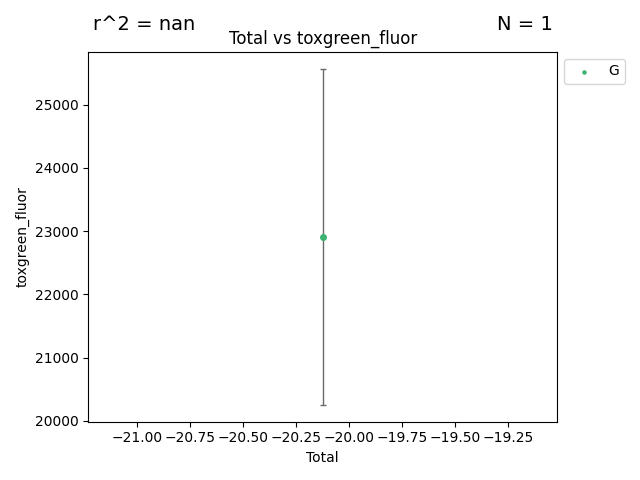 r^2 = nan
N = 1
Total vs toxgreen_fluor
G
25000
24000
23000
22000
21000
20000
toxgreen_fluor
−21.00 −20.75 −20.50 −20.25 −20.00 −19.75 −19.50 −19.25
Total